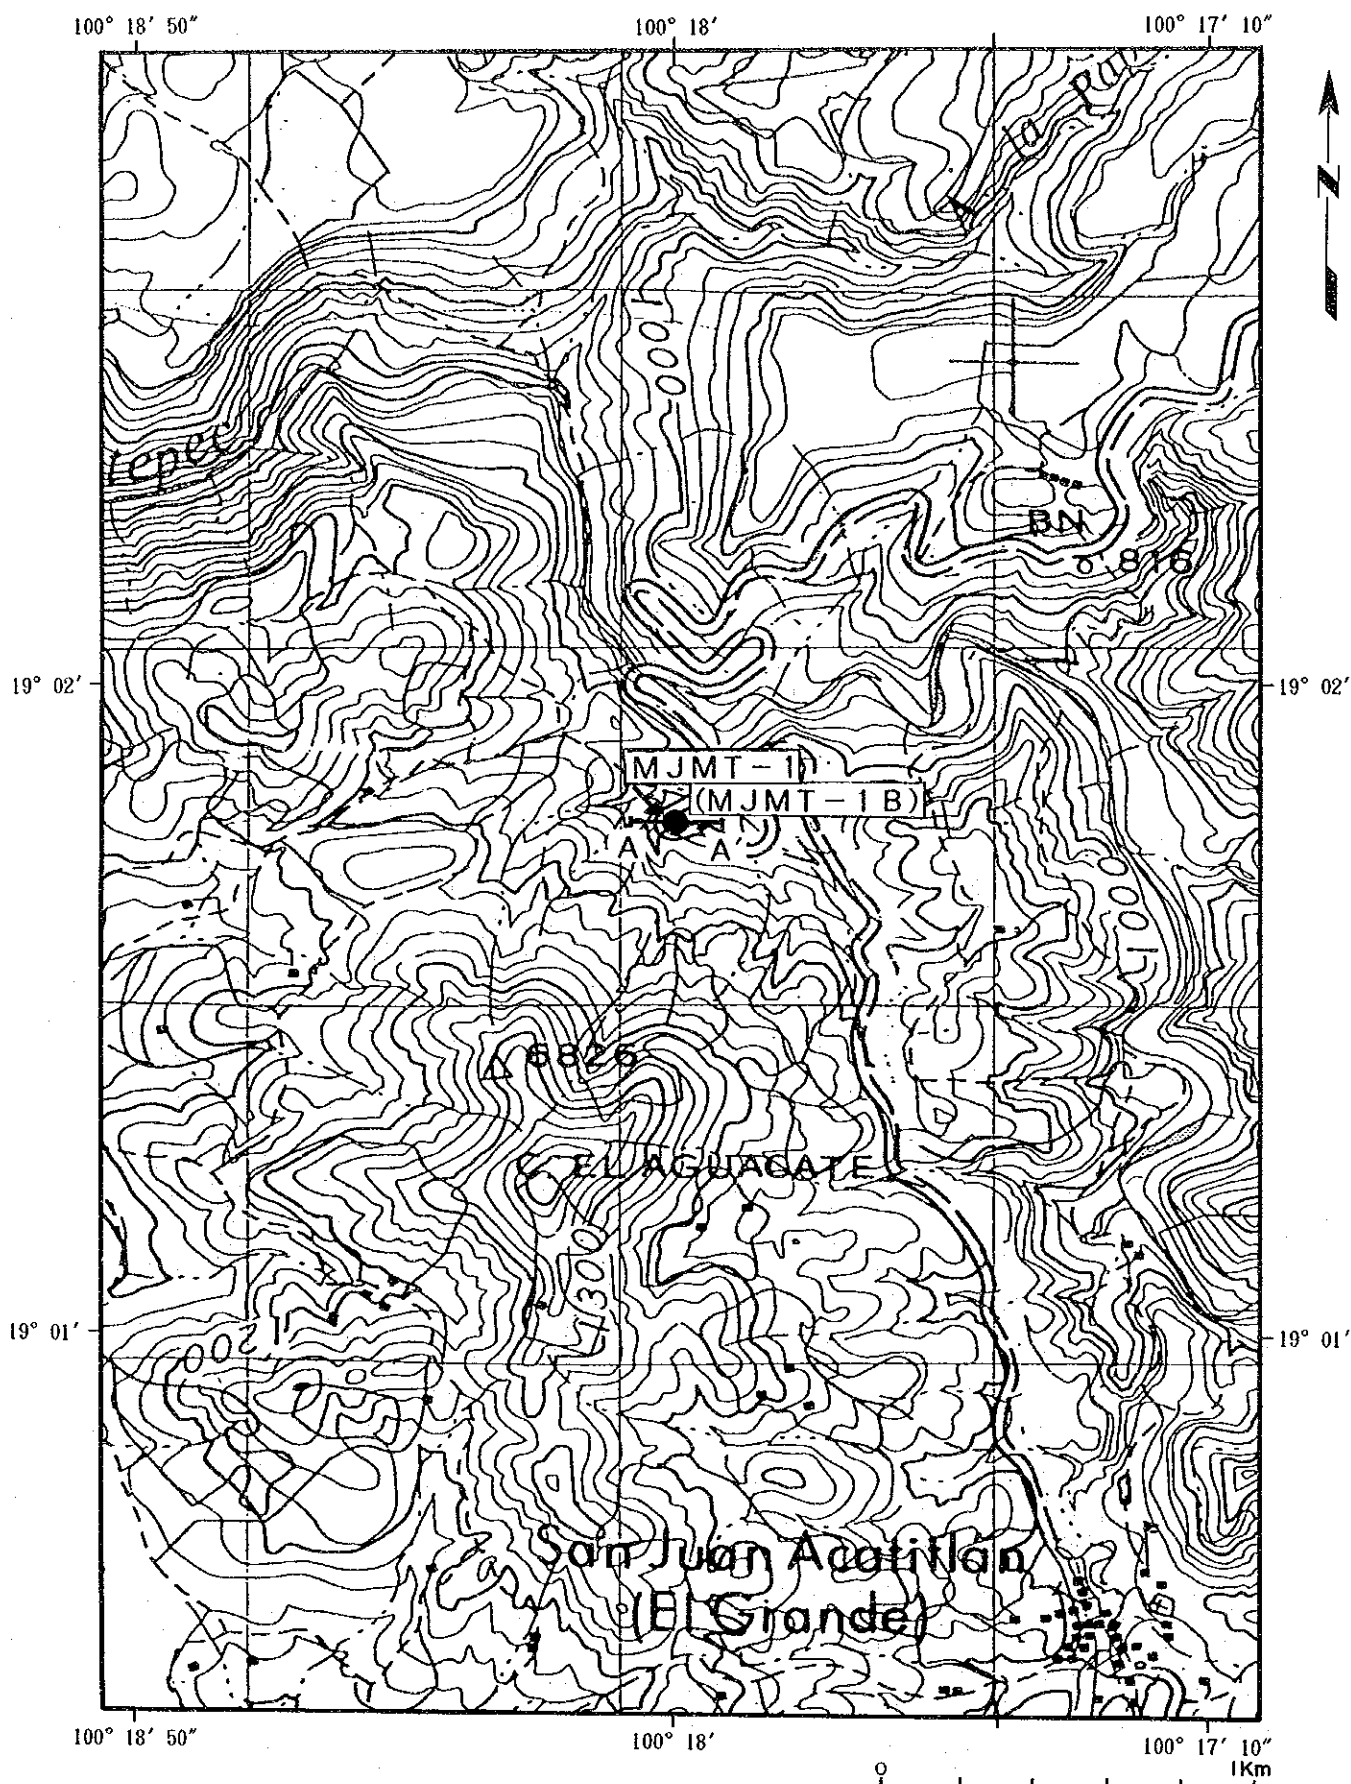 100° 18′ 50″ 100° 18′ 100° 17′ 10″
N
1000
BN
816
19° 02′ 19° 02′
MJMT-1
(MJMT-1B)
A A′
1000
6826
C. EL AGUACATE
1300
19° 01′ 19° 01′
1200
San Juan Acatitlan
(El Grande)
100° 18′ 50″ 100° 18′ 100° 17′ 10″
0 1Km